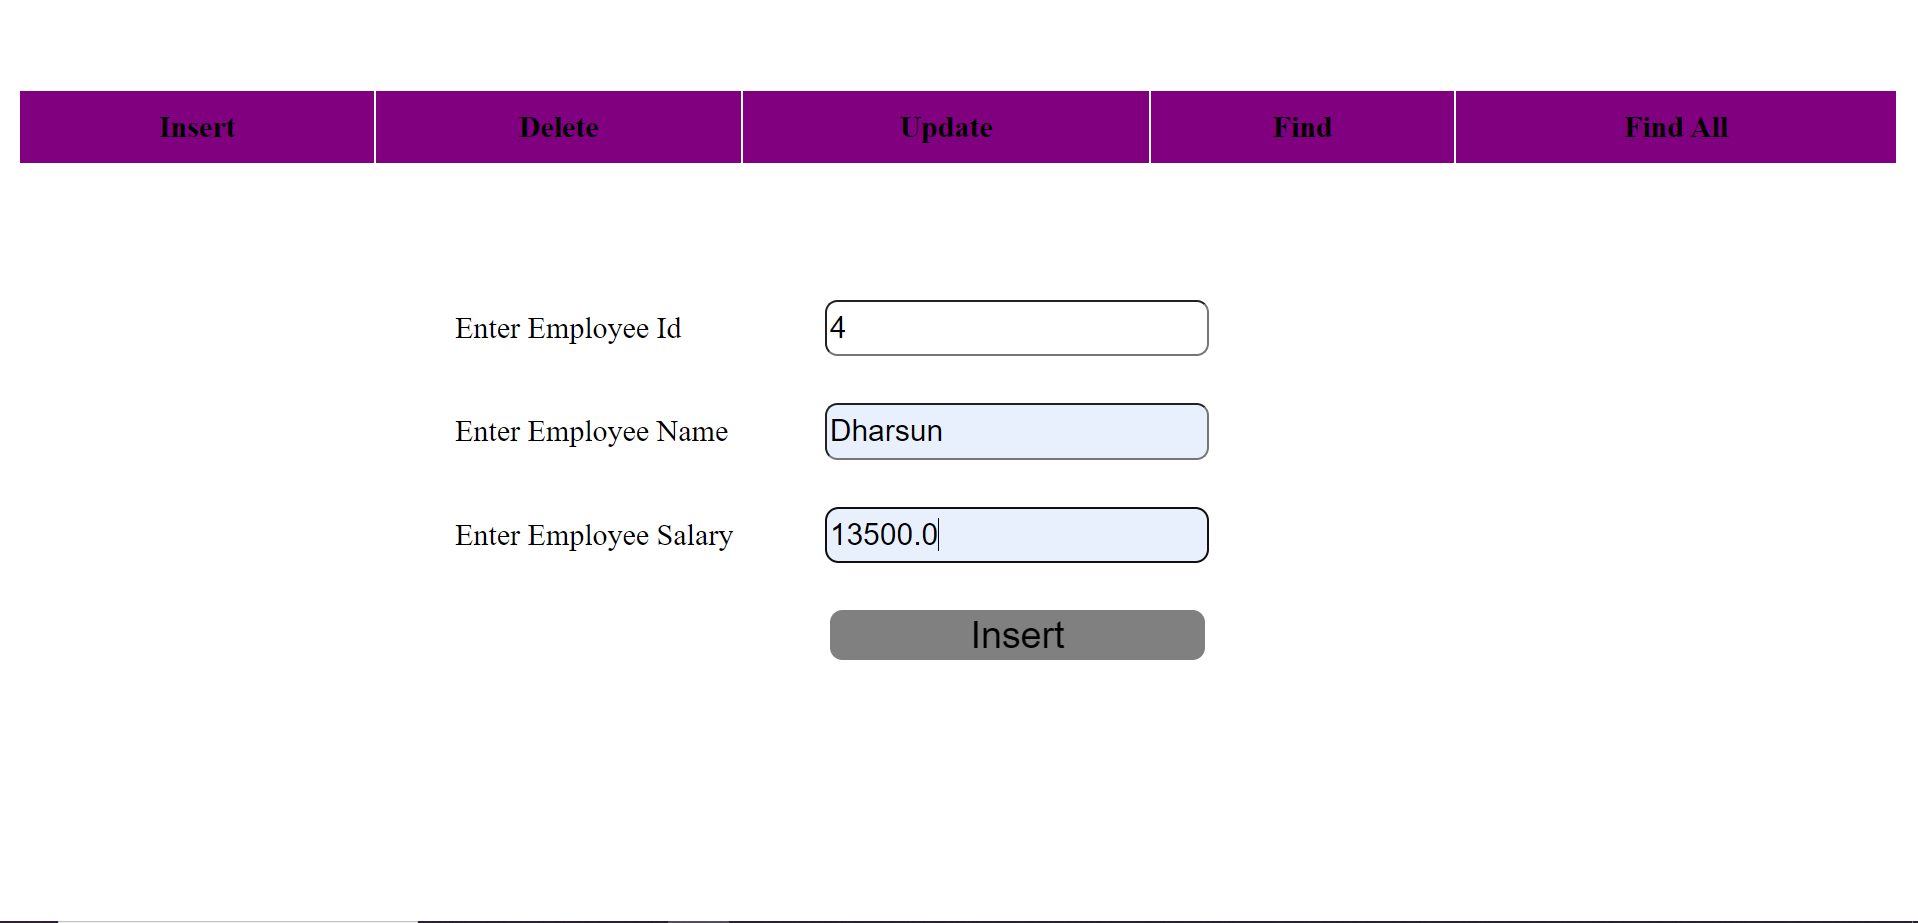 Insert Delete Update Find Find All
Enter Employee Id 4
Enter Employee Name Dharsun
Enter Employee Salary 13500.0
Insert